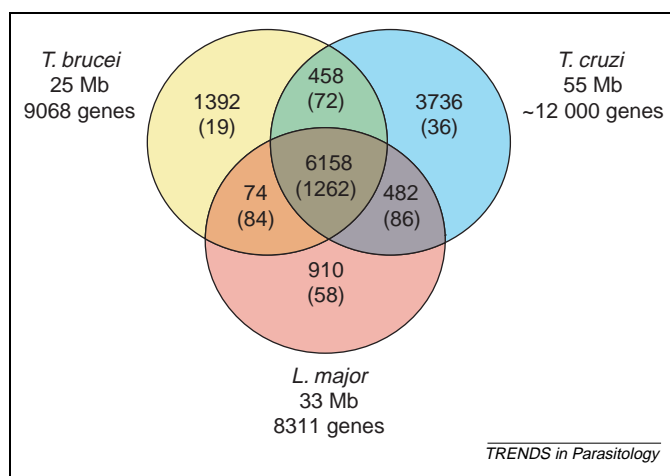 T. brucei
25 Mb
9068 genes
T. cruzi
55 Mb
~12 000 genes
1392
(19)
458
(72)
3736
(36)
6158
(1262)
74
(84)
482
(86)
910
(58)
L. major
33 Mb
8311 genes
TRENDS in Parasitology